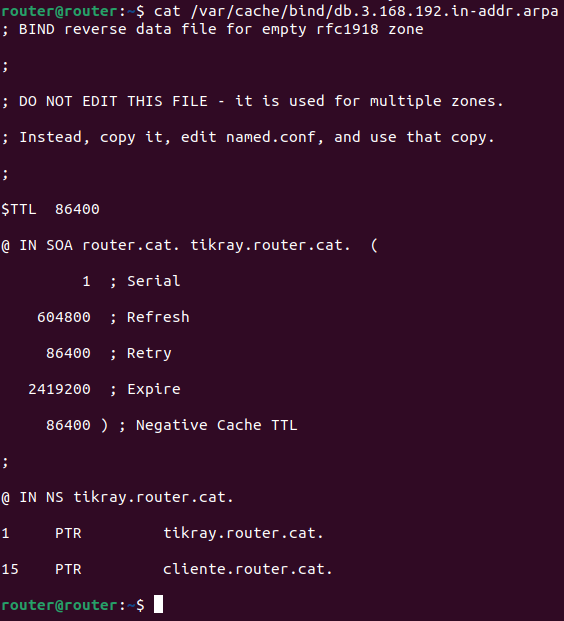 router@router:~$ cat /var/cache/bind/db.3.168.192.in-addr.arpa
; BIND reverse data file for empty rfc1918 zone
;
; DO NOT EDIT THIS FILE - it is used for multiple zones.
; Instead, copy it, edit named.conf, and use that copy.
;
$TTL  86400
@ IN SOA router.cat. tikray.router.cat.  (
         1  ; Serial
    604800  ; Refresh
     86400  ; Retry
   2419200  ; Expire
     86400 ) ; Negative Cache TTL
;
@ IN NS tikray.router.cat.
1     PTR         tikray.router.cat.
15    PTR         cliente.router.cat.
router@router:~$